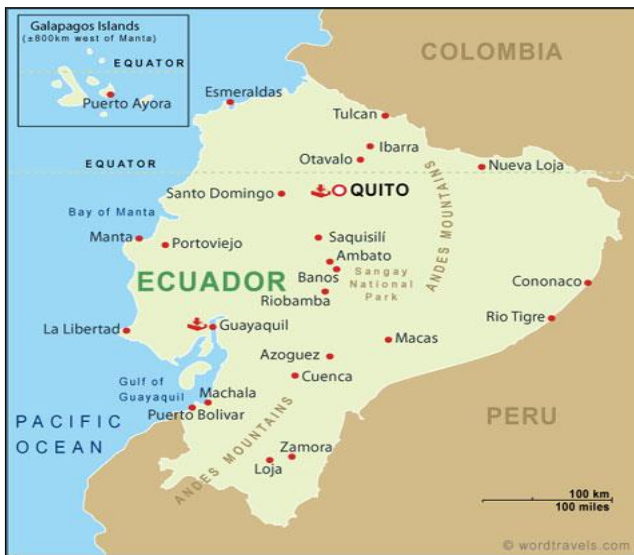 Galapagos Islands
(±800km west of Manta)
EQUATOR
Puerto Ayora
COLOMBIA
Esmeraldas
Tulcan
Ibarra
Otavalo
EQUATOR
Nueva Loja
Santo Domingo
QUITO
ANDES MOUNTAINS
Bay of Manta
Manta
Portoviejo
Saquisilí
Ambato
Banos
Sangay
National
Park
ECUADOR
Riobamba
Cononaco
La Libertad
Guayaquil
Rio Tigre
Macas
Azoguez
Cuenca
Gulf of
Guayaquil
Machala
Puerto Bolivar
PACIFIC
OCEAN
PERU
ANDES MOUNTAINS
Zamora
Loja
100 km
100 miles
© wordtravels.com